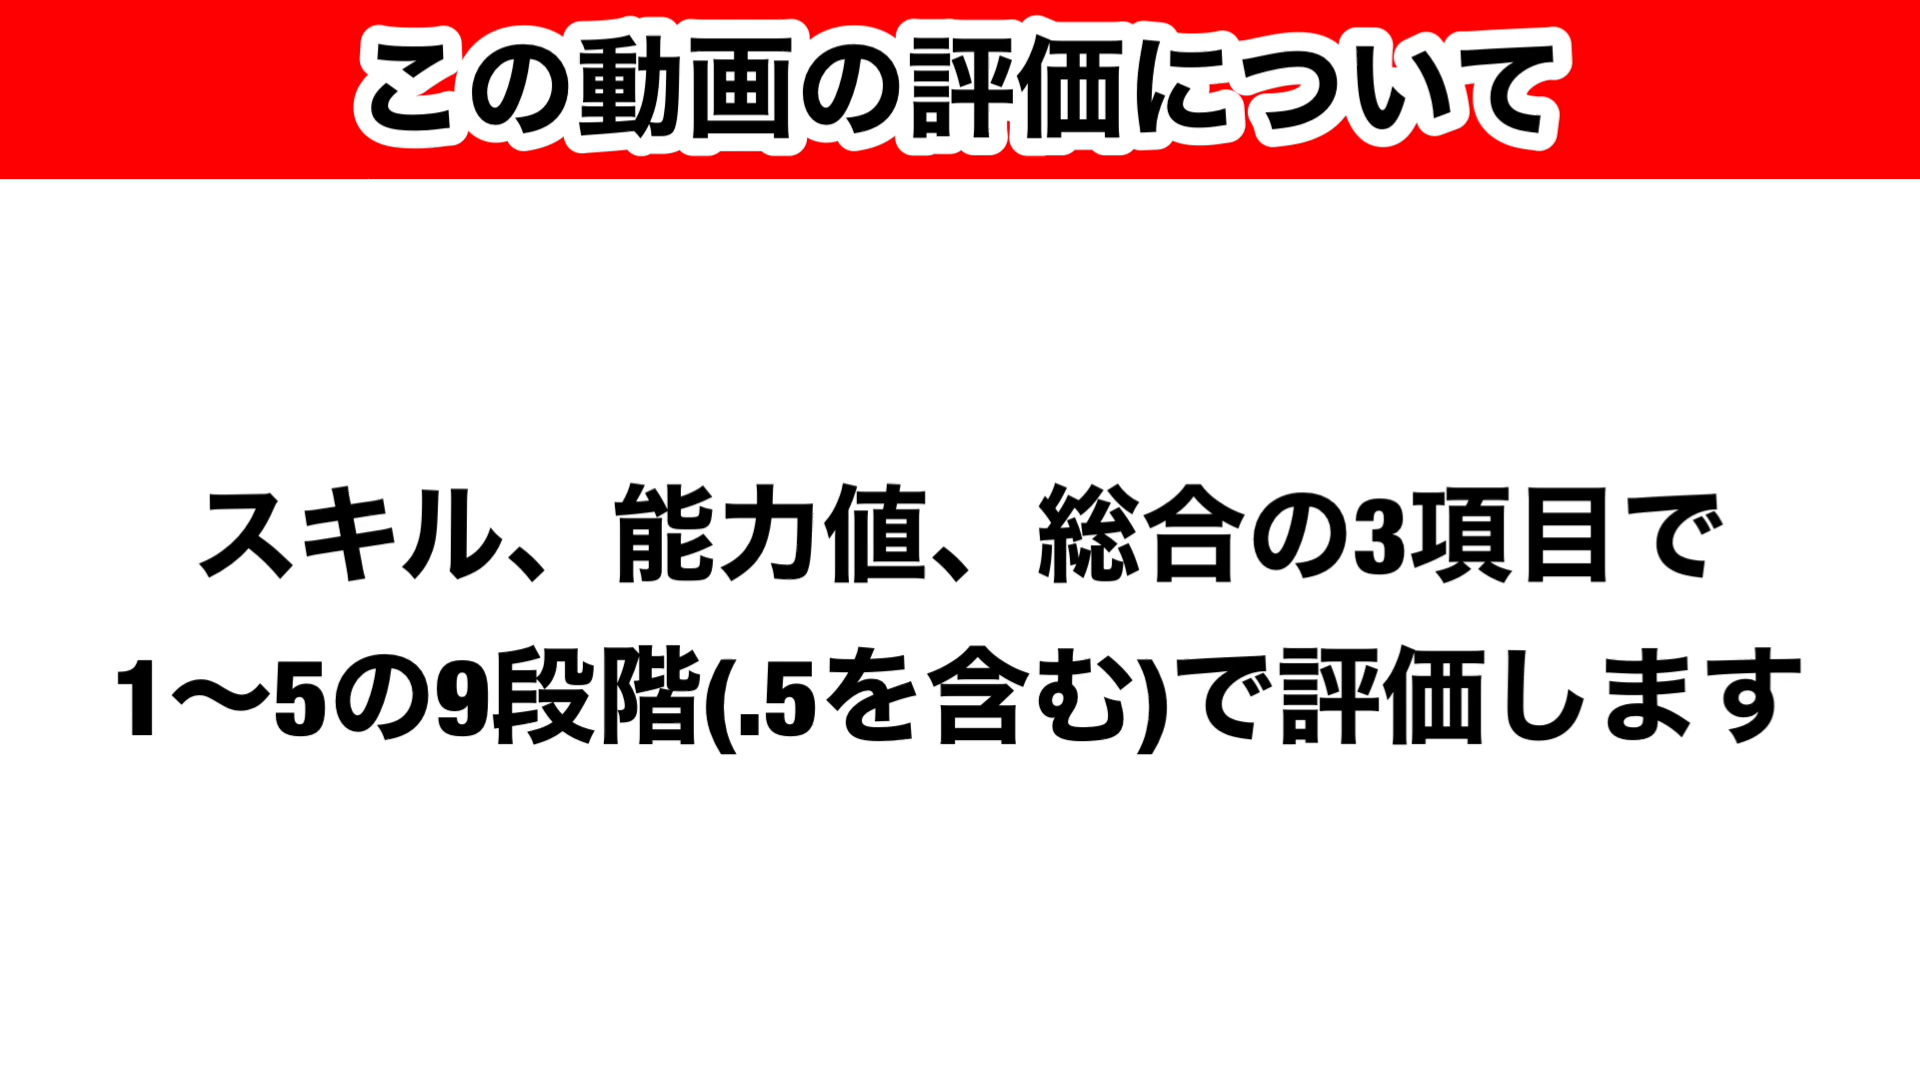 この動画の評価について
スキル、能力値、総合の3項目で
1〜5の9段階(.5を含む)で評価します